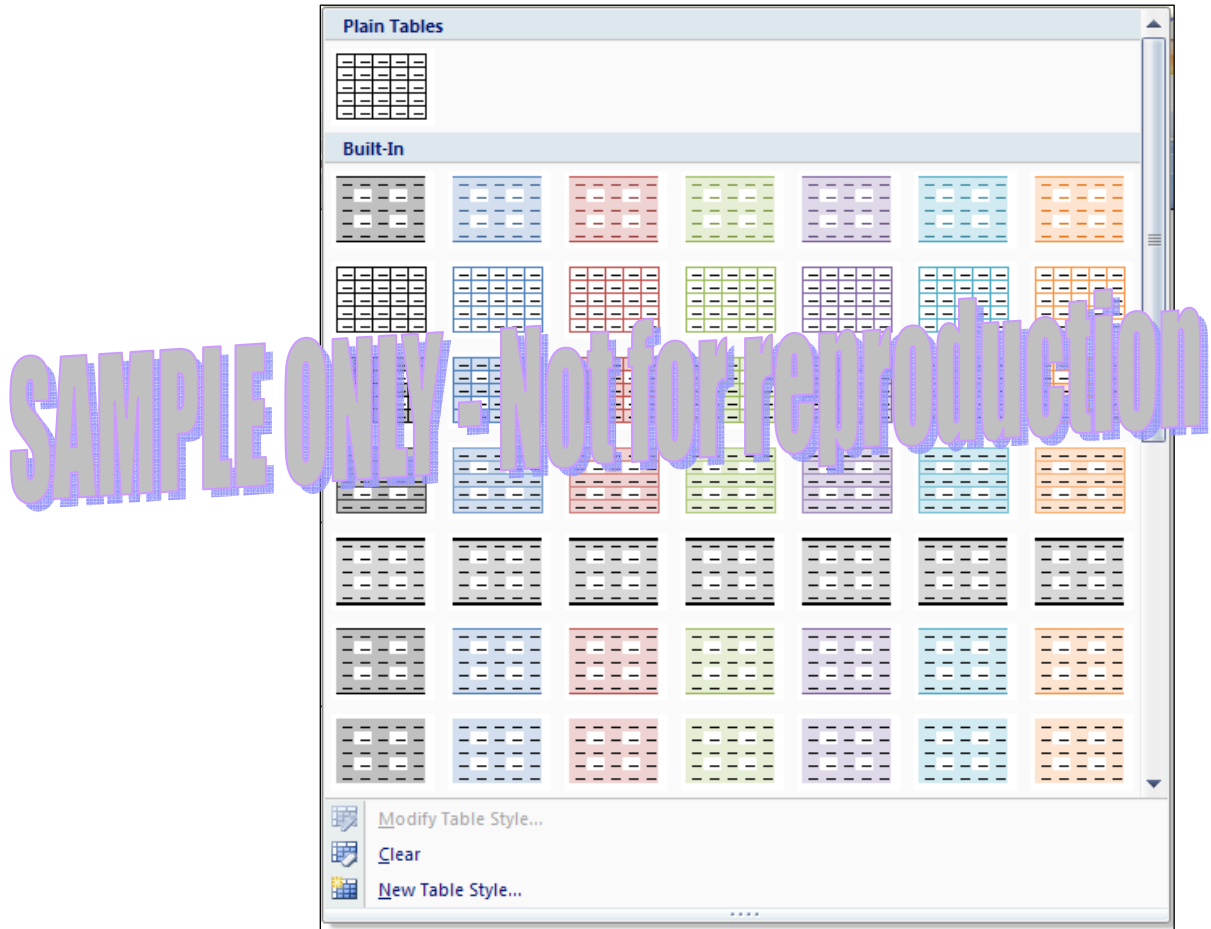 Plain Tables
Built-In
SAMPLE ONLY - Not for reproduction
Modify Table Style...
Clear
New Table Style...